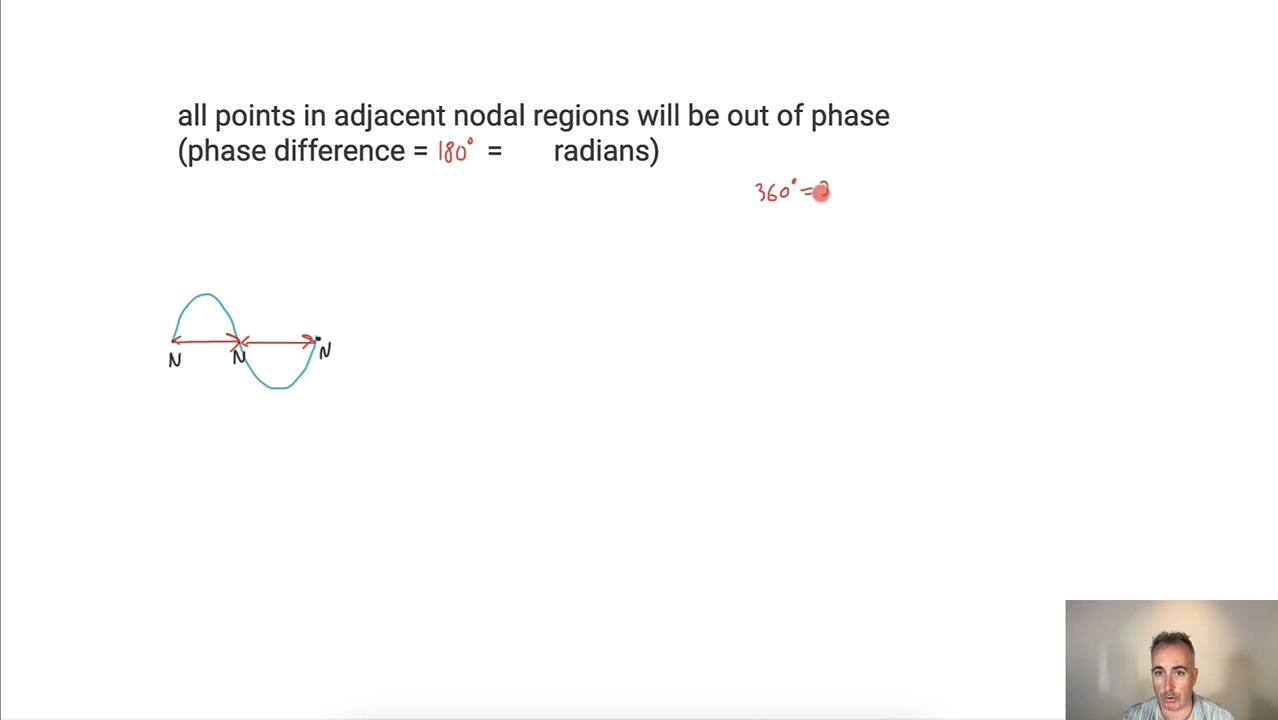 all points in adjacent nodal regions will be out of phase
(phase difference = 180° = radians)
360° =
N N N